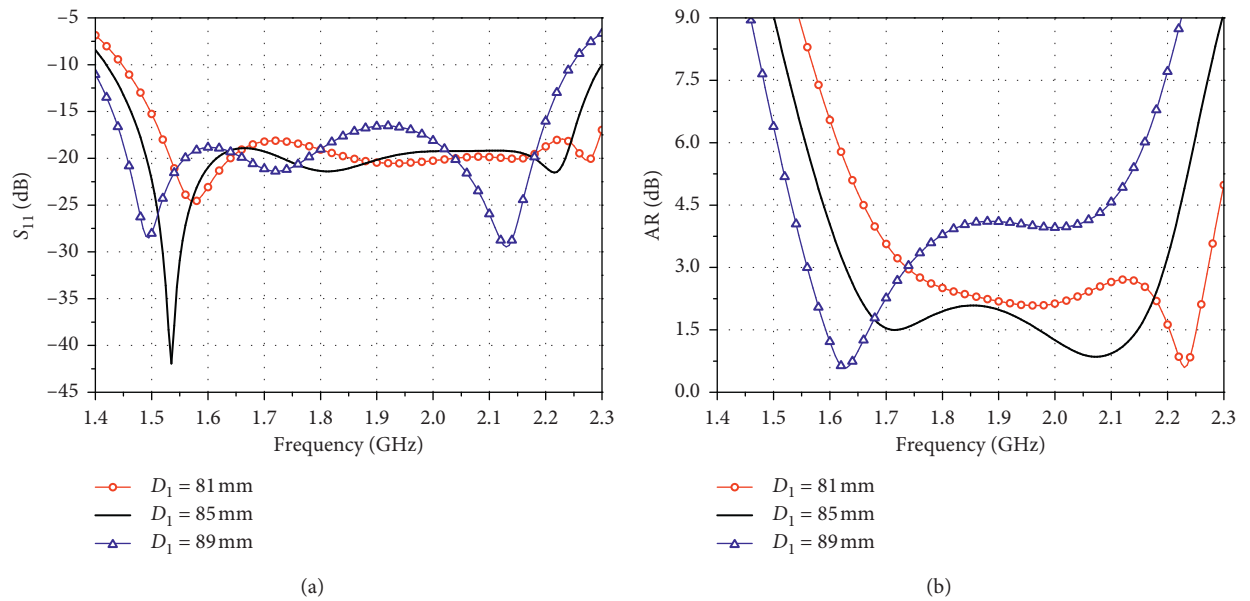 −5
−10
−15
−20
−25
−30
−35
−40
−45
S11 (dB)
1.4 1.5 1.6 1.7 1.8 1.9 2.0 2.1 2.2 2.3
Frequency (GHz)
D1 = 81 mm
D1 = 85 mm
D1 = 89 mm
(a)
9.0
7.5
6.0
4.5
3.0
1.5
0.0
AR (dB)
1.4 1.5 1.6 1.7 1.8 1.9 2.0 2.1 2.2 2.3
Frequency (GHz)
D1 = 81 mm
D1 = 85 mm
D1 = 89 mm
(b)